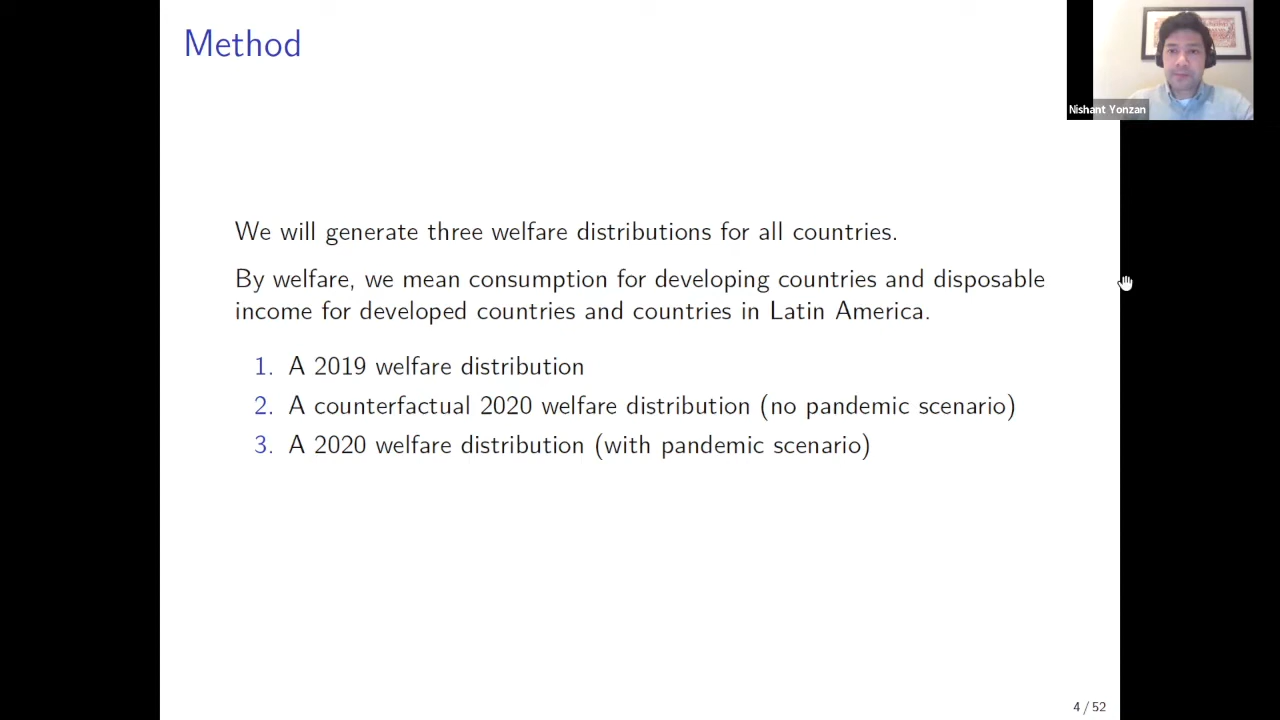 Method
Nishant Yonzan
We will generate three welfare distributions for all countries.
By welfare, we mean consumption for developing countries and disposable
income for developed countries and countries in Latin America.
1. A 2019 welfare distribution
2. A counterfactual 2020 welfare distribution (no pandemic scenario)
3. A 2020 welfare distribution (with pandemic scenario)
4 / 52